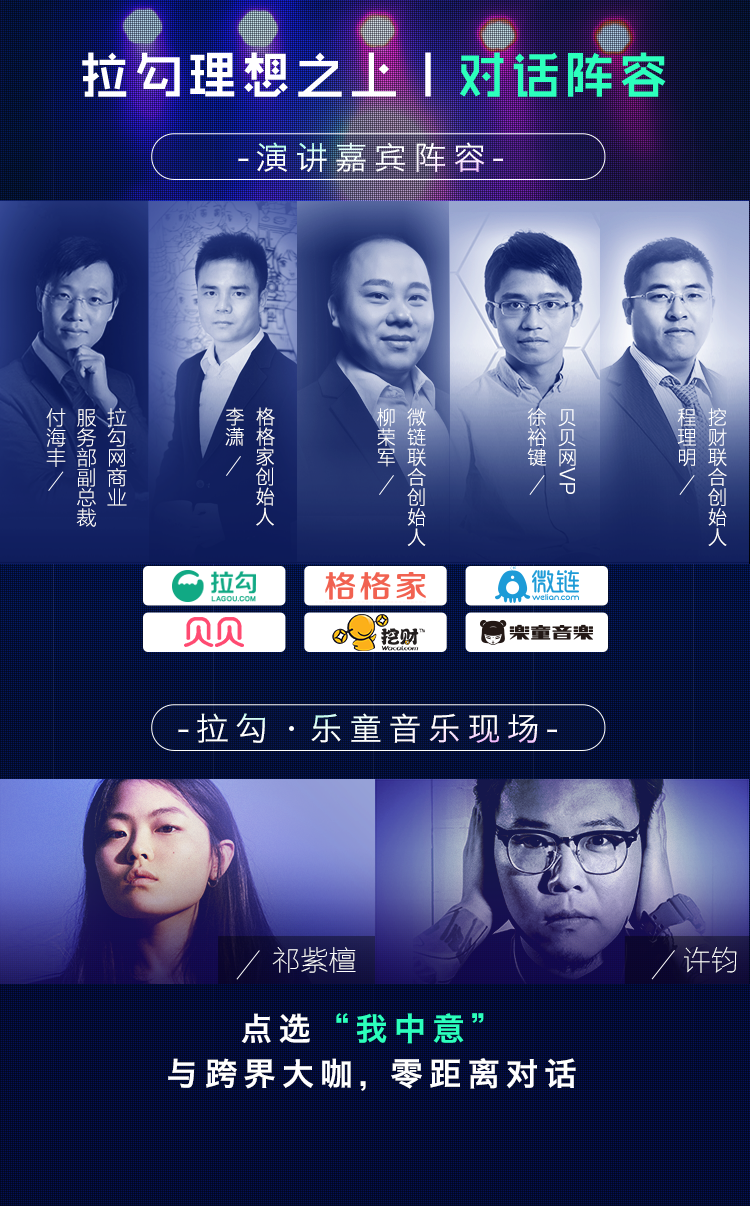 拉勾理想之上丨对话阵容
-演讲嘉宾阵容-
拉勾网商业
服务部副总裁
付海丰／
格格家创始人
李潇／
微链联合创始人
柳荣军／
贝贝网VP
徐裕键／
挖财联合创始人
程理明／
拉勾
LAGOU.COM
格格家
微链
welian.com
贝贝
挖财™
Wacai.com
楽童音楽
-拉勾·乐童音乐现场-
／祁紫檀
／许钧
点选“我中意”
与跨界大咖，零距离对话